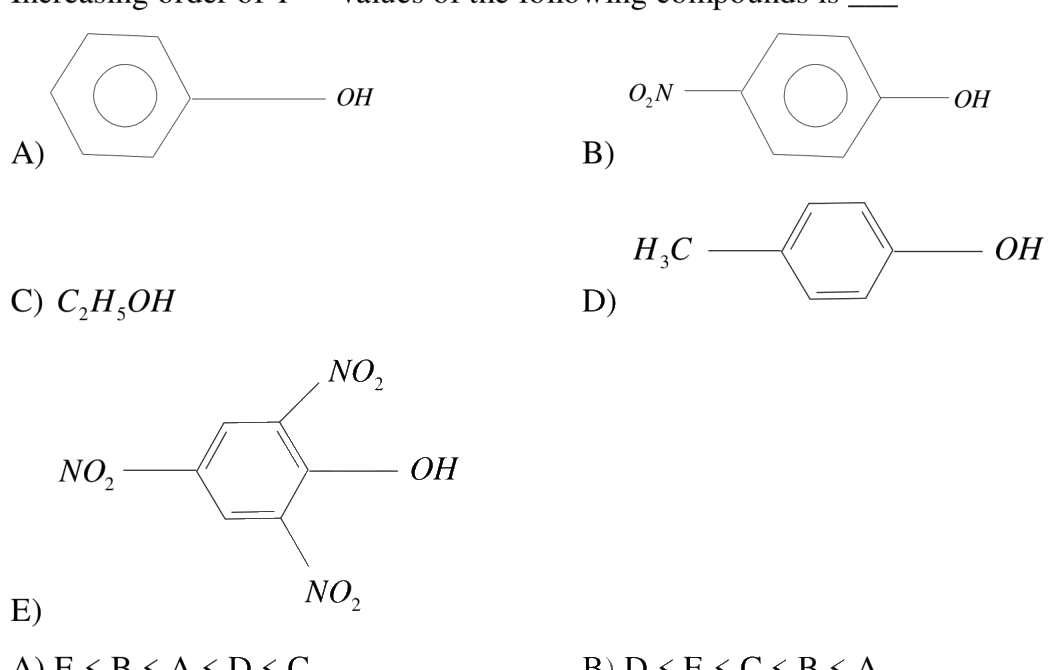 Increasing order of values of the following compounds is ___
OH
O₂N
OH
A)
B)
H₃C
OH
C) C₂H₅OH
D)
NO₂
NO₂
OH
NO₂
E)
A) E < B < A < D < C
B) D < E < C < B < A